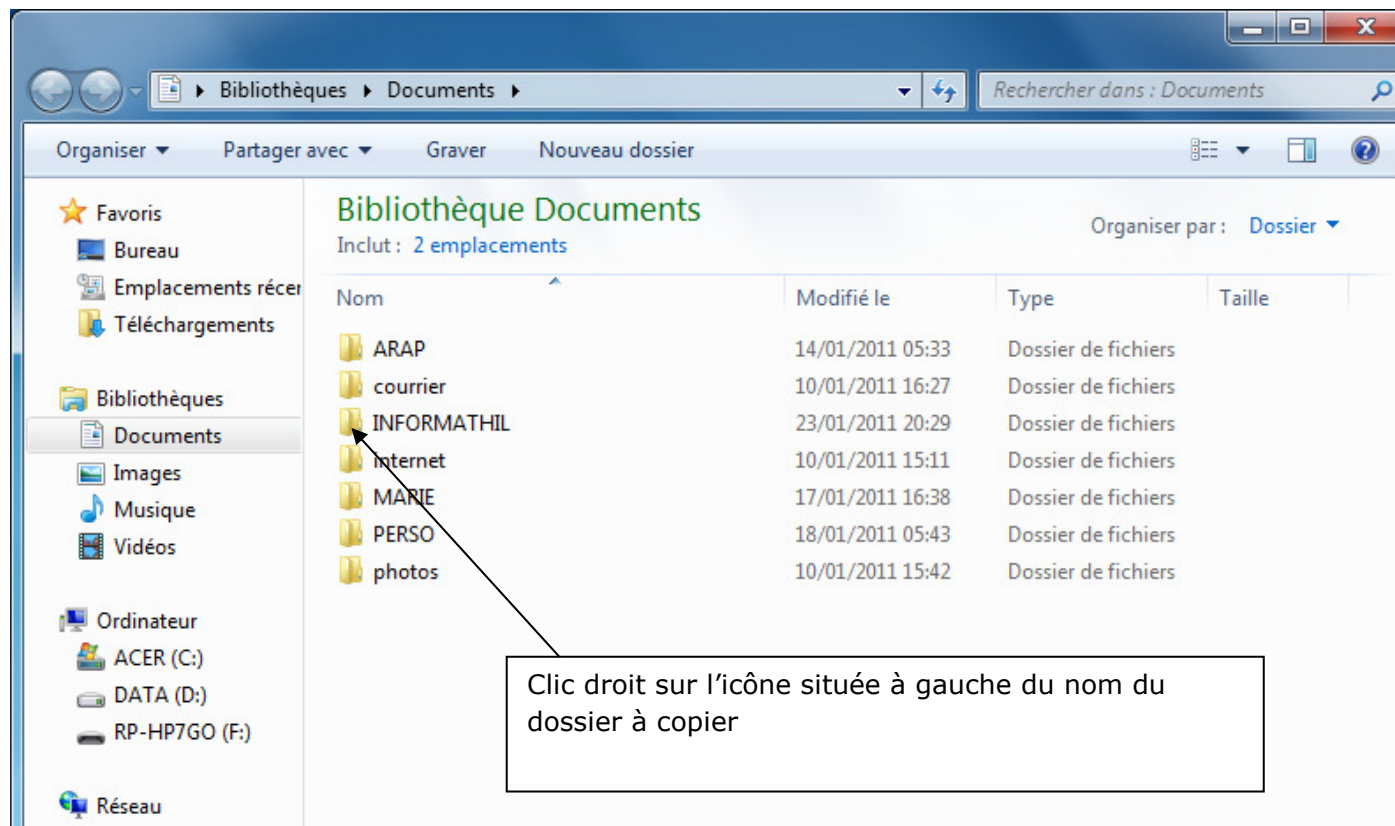 Bibliothèques Documents
Rechercher dans : Documents
Organiser Partager avec Graver Nouveau dossier
Favoris
Bureau
Emplacements récer
Téléchargements
Bibliothèques
Documents
Images
Musique
Vidéos
Ordinateur
ACER (C:)
DATA (D:)
RP-HP7GO (F:)
Réseau
Bibliothèque Documents
Inclut : 2 emplacements
Organiser par : Dossier
Nom Modifié le Type Taille
ARAP 14/01/2011 05:33 Dossier de fichiers
courrier 10/01/2011 16:27 Dossier de fichiers
INFORMATHIL 23/01/2011 20:29 Dossier de fichiers
internet 10/01/2011 15:11 Dossier de fichiers
MARIE 17/01/2011 16:38 Dossier de fichiers
PERSO 18/01/2011 05:43 Dossier de fichiers
photos 10/01/2011 15:42 Dossier de fichiers
Clic droit sur l’icône située à gauche du nom du
dossier à copier